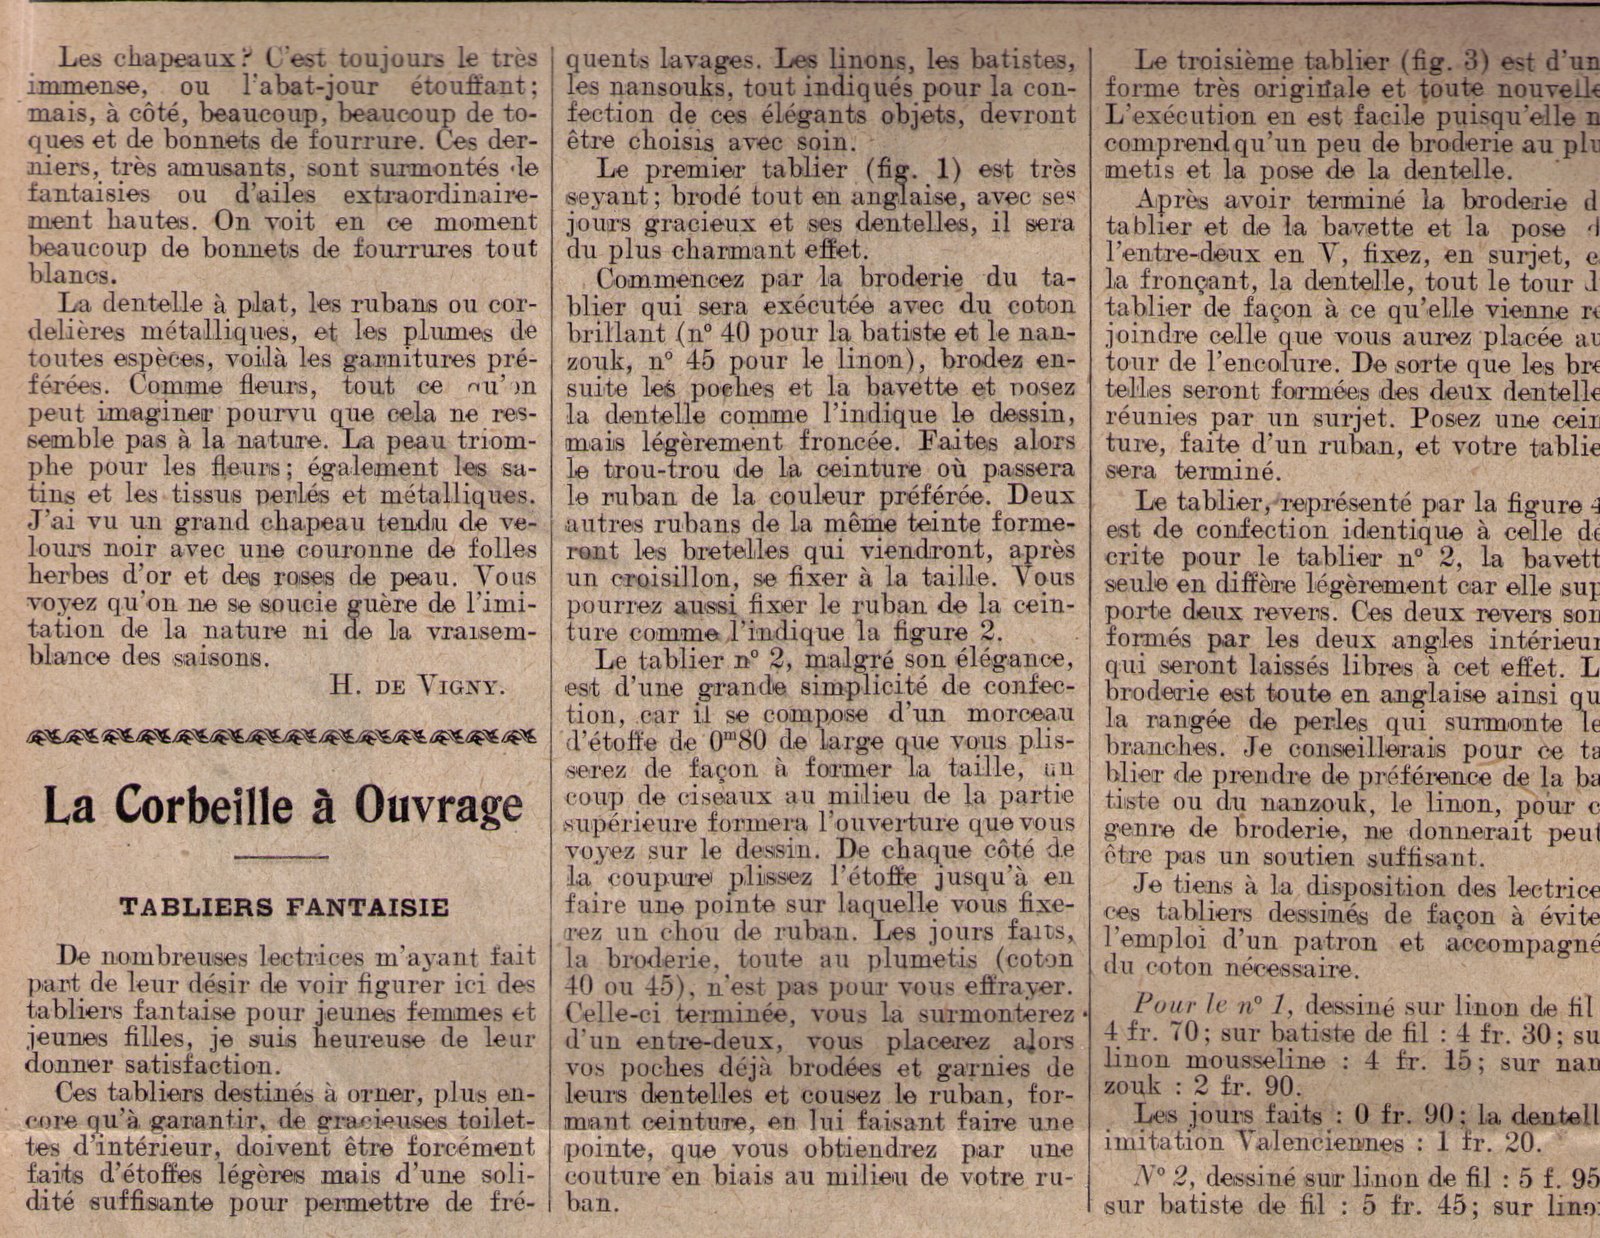 Les chapeaux? C'est toujours le très
immense, ou l'abat-jour étouffant;
mais, à côté, beaucoup, beaucoup de to-
ques et de bonnets de fourrure. Ces der-
niers, très amusants, sont surmontés de
fantaisies ou d'ailes extraordinaire-
ment hautes. On voit en ce moment
beaucoup de bonnets de fourrures tout
blancs.
La dentelle à plat, les rubans ou cor-
delières métalliques, et les plumes de
toutes espèces, voilà les garnitures pré-
férées. Comme fleurs, tout ce qu'on
peut imaginer pourvu que cela ne res-
semble pas à la nature. La peau triom-
phe pour les fleurs; également les sa-
tins et les tissus perlés et métalliques.
J'ai vu un grand chapeau tendu de ve-
lours noir avec une couronne de folles
herbes d'or et des roses de peau. Vous
voyez qu'on ne se soucie guère de l'imi-
tation de la nature ni de la vraisem-
blance des saisons.
H. DE VIGNY.
La Corbeille à Ouvrage
TABLIERS FANTAISIE
De nombreuses lectrices m'ayant fait
part de leur désir de voir figurer ici des
tabliers fantaise pour jeunes femmes et
jeunes filles, je suis heureuse de leur
donner satisfaction.
Ces tabliers destinés à orner, plus en-
core qu'à garantir, de gracieuses toilet-
tes d'intérieur, doivent être forcément
faits d'étoffes légères mais d'une soli-
dité suffisante pour permettre de fré-
quents lavages. Les linons, les batistes,
les nansouks, tout indiqués pour la con-
fection de ces élégants objets, devront
être choisis avec soin.
Le premier tablier (fig. 1) est très
seyant; brodé tout en anglaise, avec ses
jours gracieux et ses dentelles, il sera
du plus charmant effet.
Commencez par la broderie du ta-
blier qui sera exécutée avec du coton
brillant (n° 40 pour la batiste et le nan-
zouk, n° 45 pour le linon), brodez en-
suite les poches et la bavette et posez
la dentelle comme l'indique le dessin,
mais légèrement froncée. Faites alors
le trou-trou de la ceinture où passera
le ruban de la couleur préférée. Deux
autres rubans de la même teinte forme-
ront les bretelles qui viendront, après
un croisillon, se fixer à la taille. Vous
pourrez aussi fixer le ruban de la cein-
ture comme l'indique la figure 2.
Le tablier n° 2, malgré son élégance,
est d'une grande simplicité de confec-
tion, car il se compose d'un morceau
d'étoffe de 0m80 de large que vous plis-
serez de façon à former la taille, un
coup de ciseaux au milieu de la partie
supérieure formera l'ouverture que vous
voyez sur le dessin. De chaque côté de
la coupure plissez l'étoffe jusqu'à en
faire une pointe sur laquelle vous fixe-
rez un chou de ruban. Les jours faits,
la broderie, toute au plumetis (coton
40 ou 45), n'est pas pour vous effrayer.
Celle-ci terminée, vous la surmonterez
d'un entre-deux, vous placerez alors
vos poches déjà brodées et garnies de
leurs dentelles et cousez le ruban, for-
mant ceinture, en lui faisant faire une
pointe, que vous obtiendrez par une
couture en biais au milieu de votre ru-
ban.
Le troisième tablier (fig. 3) est d'un
forme très originale et toute nouvelle
L'exécution en est facile puisqu'elle n
comprend qu'un peu de broderie au plu
metis et la pose de la dentelle.
Après avoir terminé la broderie d
tablier et de la bavette et la pose d
l'entre-deux en V, fixez, en surjet, e
la fronçant, la dentelle, tout le tour d
tablier de façon à ce qu'elle vienne re
joindre celle que vous aurez placée au
tour de l'encolure. De sorte que les bre
telles seront formées des deux dentelle
réunies par un surjet. Posez une cein
ture, faite d'un ruban, et votre tablie
sera terminé.
Le tablier, représenté par la figure 4
est de confection identique à celle dé
crite pour le tablier n° 2, la bavett
seule en diffère légèrement car elle sup
porte deux revers. Ces deux revers son
formés par les deux angles intérieur
qui seront laissés libres à cet effet. L
broderie est toute en anglaise ainsi qu
la rangée de perles qui surmonte le
branches. Je conseillerais pour ce ta
blier de prendre de préférence de la ba
tiste ou du nanzouk, le linon, pour c
genre de broderie, ne donnerait peut
être pas un soutien suffisant.
Je tiens à la disposition des lectrice
ces tabliers dessinés de façon à évite
l'emploi d'un patron et accompagné
du coton nécessaire.
Pour le n° 1, dessiné sur linon de fil
4 fr. 70; sur batiste de fil : 4 fr. 30; su
linon mousseline : 4 fr. 15; sur nan
zouk : 2 fr. 90.
Les jours faits : 0 fr. 90; la dentell
imitation Valenciennes : 1 fr. 20.
N° 2, dessiné sur linon de fil : 5 f. 95
sur batiste de fil : 5 fr. 45; sur lino